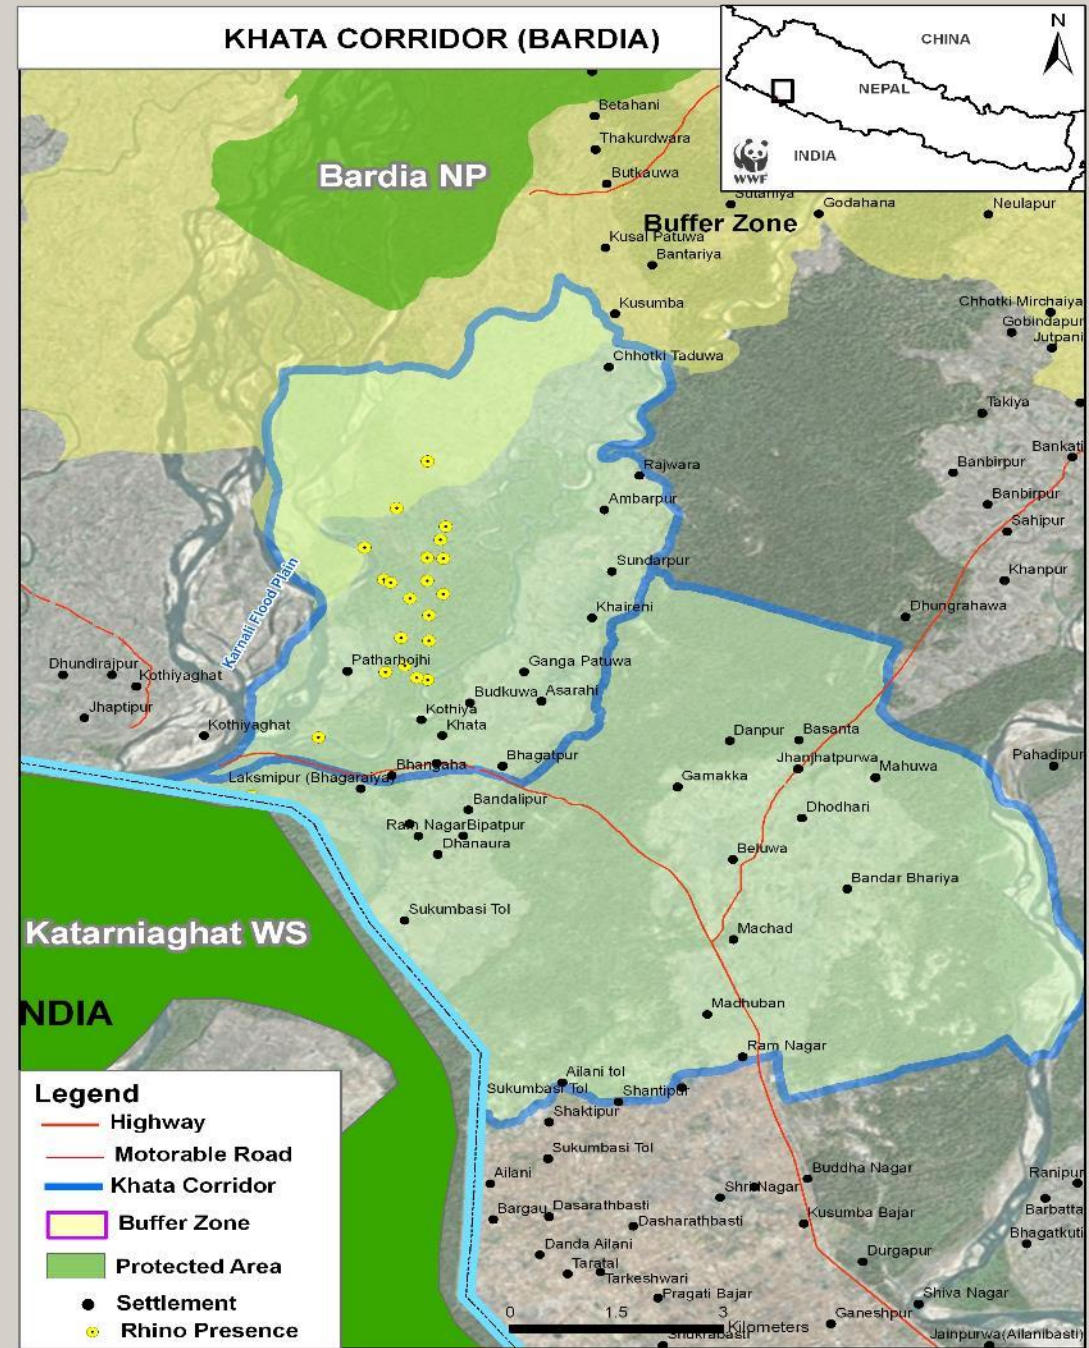 KHATA CORRIDOR (BARDIA)
N
CHINA
NEPAL
INDIA
WWF
Betahani
Thakurdwara
Butkauwa
Bardia NP
Sutaniya
Godahana
Neulapur
Buffer Zone
Kusal Patuwa
Bantariya
Kusumba
Chhotki Mirchaiya
Gobindapur
Jutpani
Chhotki Taduwa
Takiya
Bankati
Rajwara
Banbirpur
Ambarpur
Banbirpur
Sahipur
Sundarpur
Khanpur
Karnali Flood Plain
Khaireni
Dhungrahawa
Dhundirajpur
Kothiyaghat
Patharbojhi
Ganga Patuwa
Jhaptipur
Budkuwa
Asarahi
Kothiya
Kothiyaghat
Khata
Danpur
Basanta
Bhagatpur
Jhanjhatpurwa
Pahadipur
Bhangaha
Laksmipur (Bhagaraiya)
Gamakka
Mahuwa
Bandalipur
Dhodhari
Ram Nagar
Bipatpur
Dhanaura
Beluwa
Bandar Bhariya
Sukumbasi Tol
Katarniaghat WS
Machad
NDIA
Madhuban
Ram Nagar
Ailani tol
Sukumbasi Tol
Shantipur
Shaktipur
Sukumbasi Tol
Ailani
Buddha Nagar
Ranipur
Shri Nagar
Bargau
Dasarathbasti
Dasharathbasti
Kusumba Bajar
Barbatta
Bhagatkuti
Danda Ailani
Durgapur
Taratal
Tarkeshwari
Pragati Bajar
Shiva Nagar
Ganeshpur
Shukrabasti
Jainpurwa(Ailanibasti)
0 1.5 3
Kilometers
Legend
Highway
Motorable Road
Khata Corridor
Buffer Zone
Protected Area
Settlement
Rhino Presence